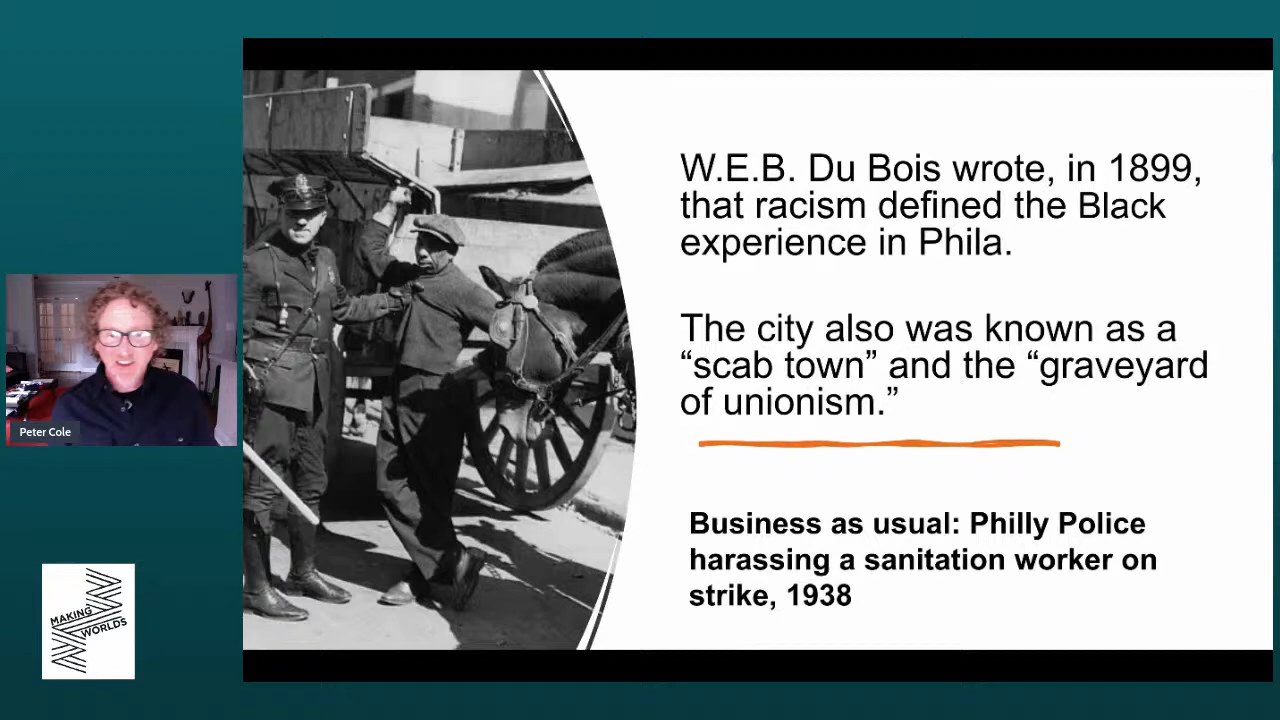 W.E.B. Du Bois wrote, in 1899,
that racism defined the Black
experience in Phila.
The city also was known as a
“scab town” and the “graveyard
of unionism.”
Business as usual: Philly Police
harassing a sanitation worker on
strike, 1938
Peter Cole
MAKING
WORLDS